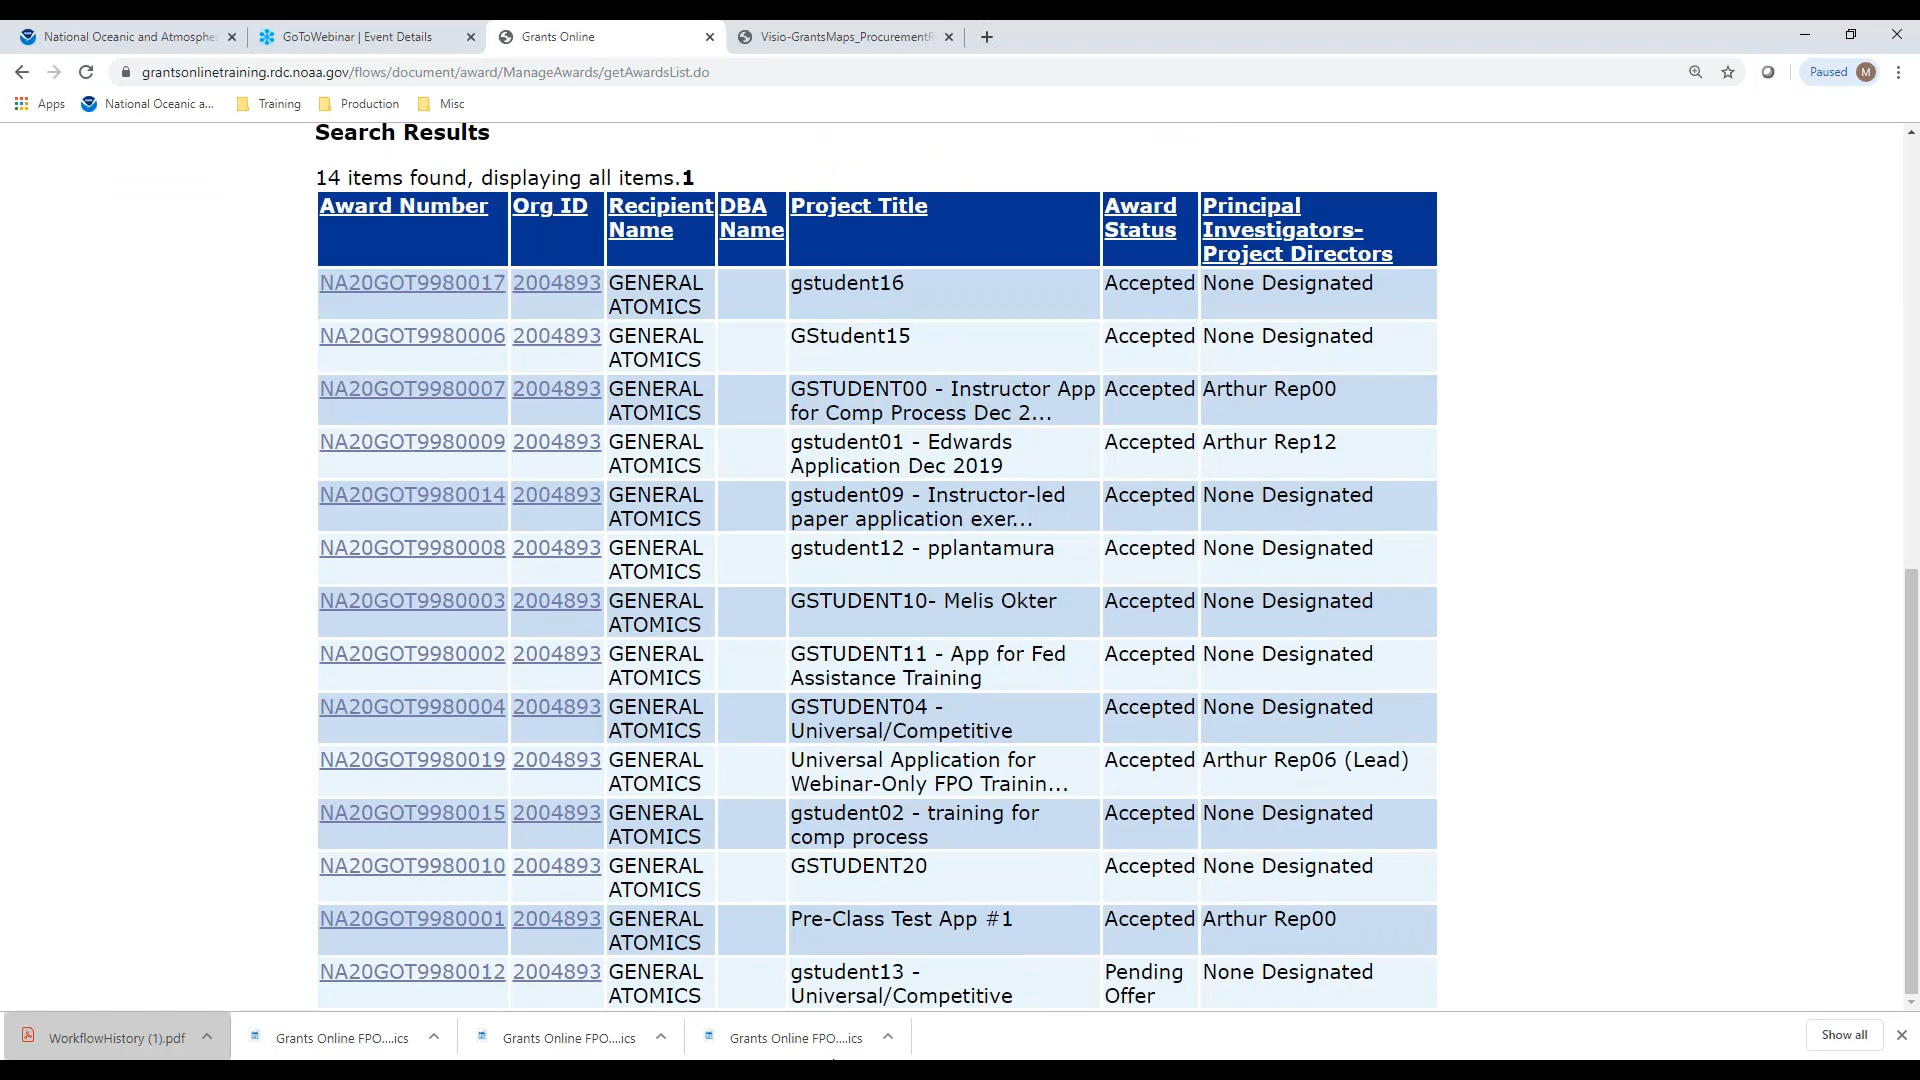 National Oceanic and Atmosphe
GoToWebinar | Event Details
Grants Online
Visio-GrantsMaps_ProcurementR
grantsonlinetraining.rdc.noaa.gov/flows/document/award/ManageAwards/getAwardsList.do
Paused M
Apps
National Oceanic a...
Training
Production
Misc
Search Results
14 items found, displaying all items.1
Award Number Org ID Recipient Name DBA Name Project Title Award Status Principal Investigators-Project Directors
NA20GOT9980017 2004893 GENERAL ATOMICS gstudent16 Accepted None Designated
NA20GOT9980006 2004893 GENERAL ATOMICS GStudent15 Accepted None Designated
NA20GOT9980007 2004893 GENERAL ATOMICS GSTUDENT00 - Instructor App for Comp Process Dec 2... Accepted Arthur Rep00
NA20GOT9980009 2004893 GENERAL ATOMICS gstudent01 - Edwards Application Dec 2019 Accepted Arthur Rep12
NA20GOT9980014 2004893 GENERAL ATOMICS gstudent09 - Instructor-led paper application exer... Accepted None Designated
NA20GOT9980008 2004893 GENERAL ATOMICS gstudent12 - pplantamura Accepted None Designated
NA20GOT9980003 2004893 GENERAL ATOMICS GSTUDENT10- Melis Okter Accepted None Designated
NA20GOT9980002 2004893 GENERAL ATOMICS GSTUDENT11 - App for Fed Assistance Training Accepted None Designated
NA20GOT9980004 2004893 GENERAL ATOMICS GSTUDENT04 - Universal/Competitive Accepted None Designated
NA20GOT9980019 2004893 GENERAL ATOMICS Universal Application for Webinar-Only FPO Trainin... Accepted Arthur Rep06 (Lead)
NA20GOT9980015 2004893 GENERAL ATOMICS gstudent02 - training for comp process Accepted None Designated
NA20GOT9980010 2004893 GENERAL ATOMICS GSTUDENT20 Accepted None Designated
NA20GOT9980001 2004893 GENERAL ATOMICS Pre-Class Test App #1 Accepted Arthur Rep00
NA20GOT9980012 2004893 GENERAL ATOMICS gstudent13 - Universal/Competitive Pending Offer None Designated
WorkflowHistory (1).pdf
Grants Online FPO....ics
Grants Online FPO....ics
Grants Online FPO....ics
Show all